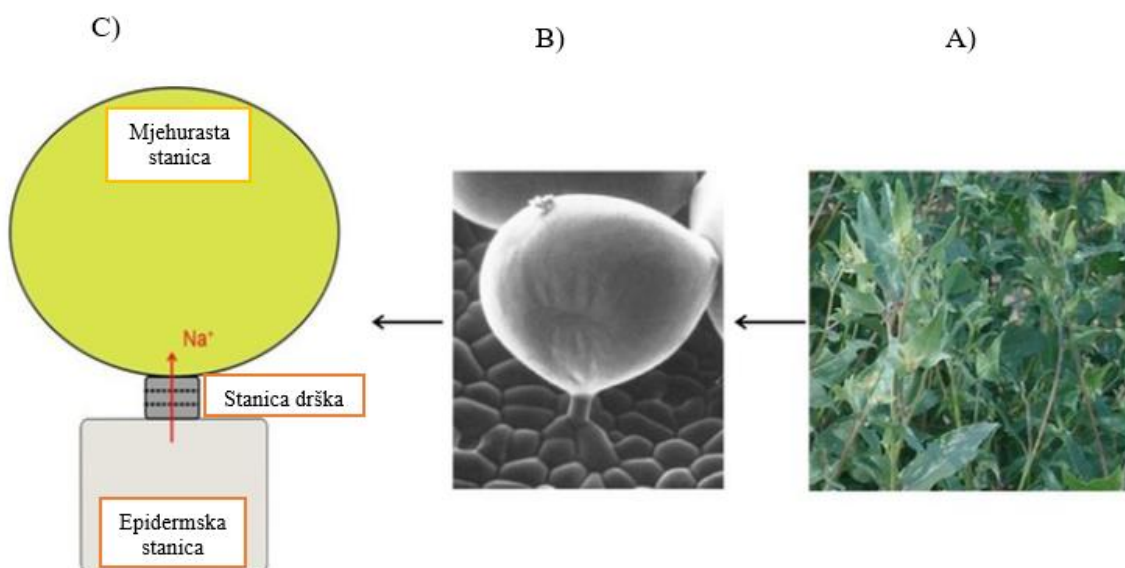 C)
B)
A)
Mjehurasta
stanica
Na⁺
Stanica drška
Epidermska
stanica